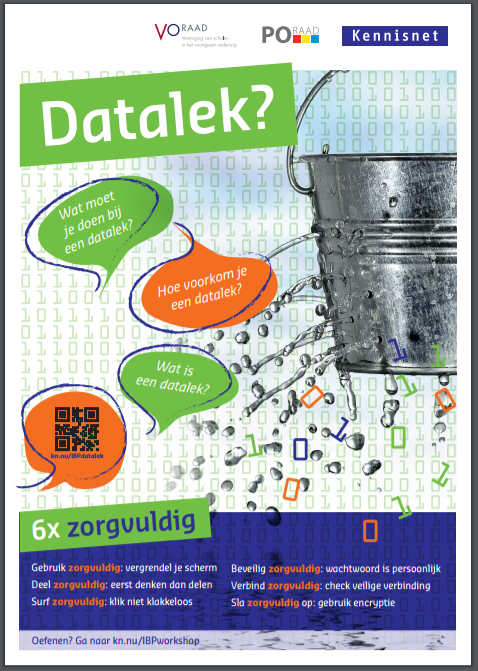 VO RAAD
Vereniging van scholen
in het voortgezet onderwijs
PO RAAD
Kennisnet
Datalek?
Wat moet
je doen bij
een datalek?
Hoe voorkom je
een datalek?
Wat is
een datalek?
kn.nu/IBPdatalek
6x zorgvuldig
Gebruik zorgvuldig: vergrendel je scherm
Deel zorgvuldig: eerst denken dan delen
Surf zorgvuldig: klik niet klakkeloos
Beveilig zorgvuldig: wachtwoord is persoonlijk
Verbind zorgvuldig: check veilige verbinding
Sla zorgvuldig op: gebruik encryptie
Oefenen? Ga naar kn.nu/IBPworkshop